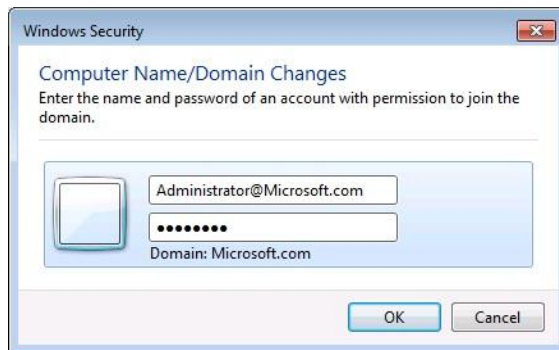 Windows Security
Computer Name/Domain Changes
Enter the name and password of an account with permission to join the
domain.
Administrator@Microsoft.com
●●●●●●●●
Domain: Microsoft.com
OK
Cancel